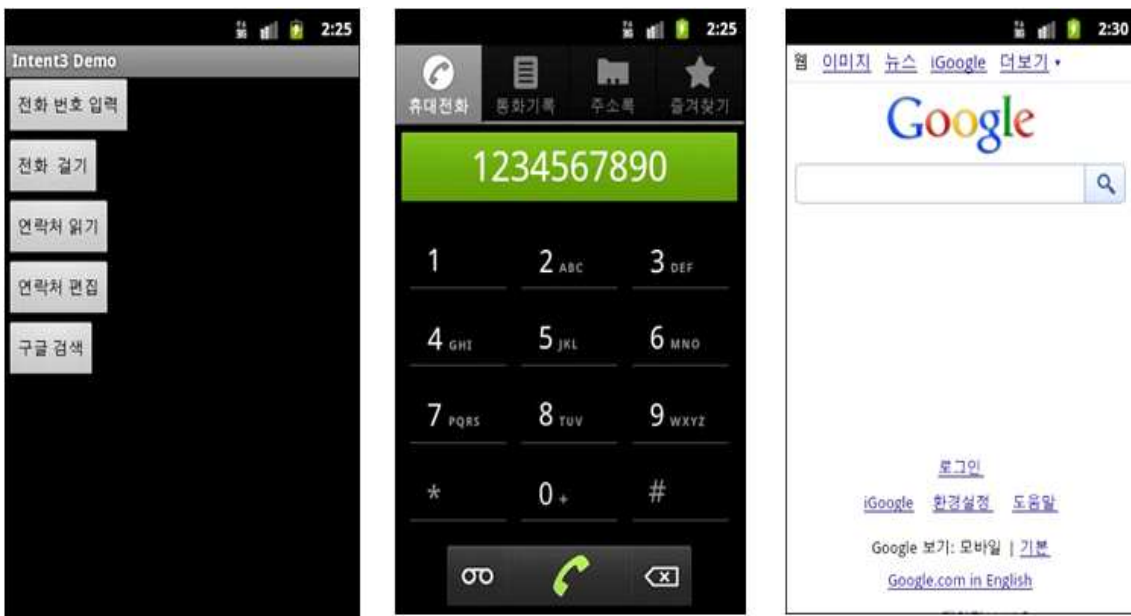 2:25
Intent3 Demo
전화 번호 입력
전화 걸기
연락처 읽기
연락처 편집
구글 검색
2:25
휴대전화 통화기록 주소록 즐겨찾기
1234567890
1 2 ABC 3 DEF
4 GHI 5 JKL 6 MNO
7 PQRS 8 TUV 9 WXYZ
* 0 + #
2:30
웹 이미지 뉴스 iGoogle 더보기
Google
로그인
iGoogle 환경설정 도움말
Google 보기: 모바일 | 기본
Google.com in English